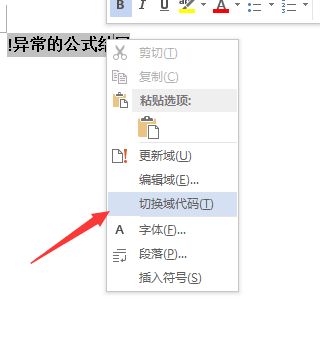 B I U A
!异常的公式结
剪切(T)
复制(C)
粘贴选项:
更新域(U)
编辑域(E)...
切换域代码(T)
A 字体(F)...
段落(P)...
插入符号(S)